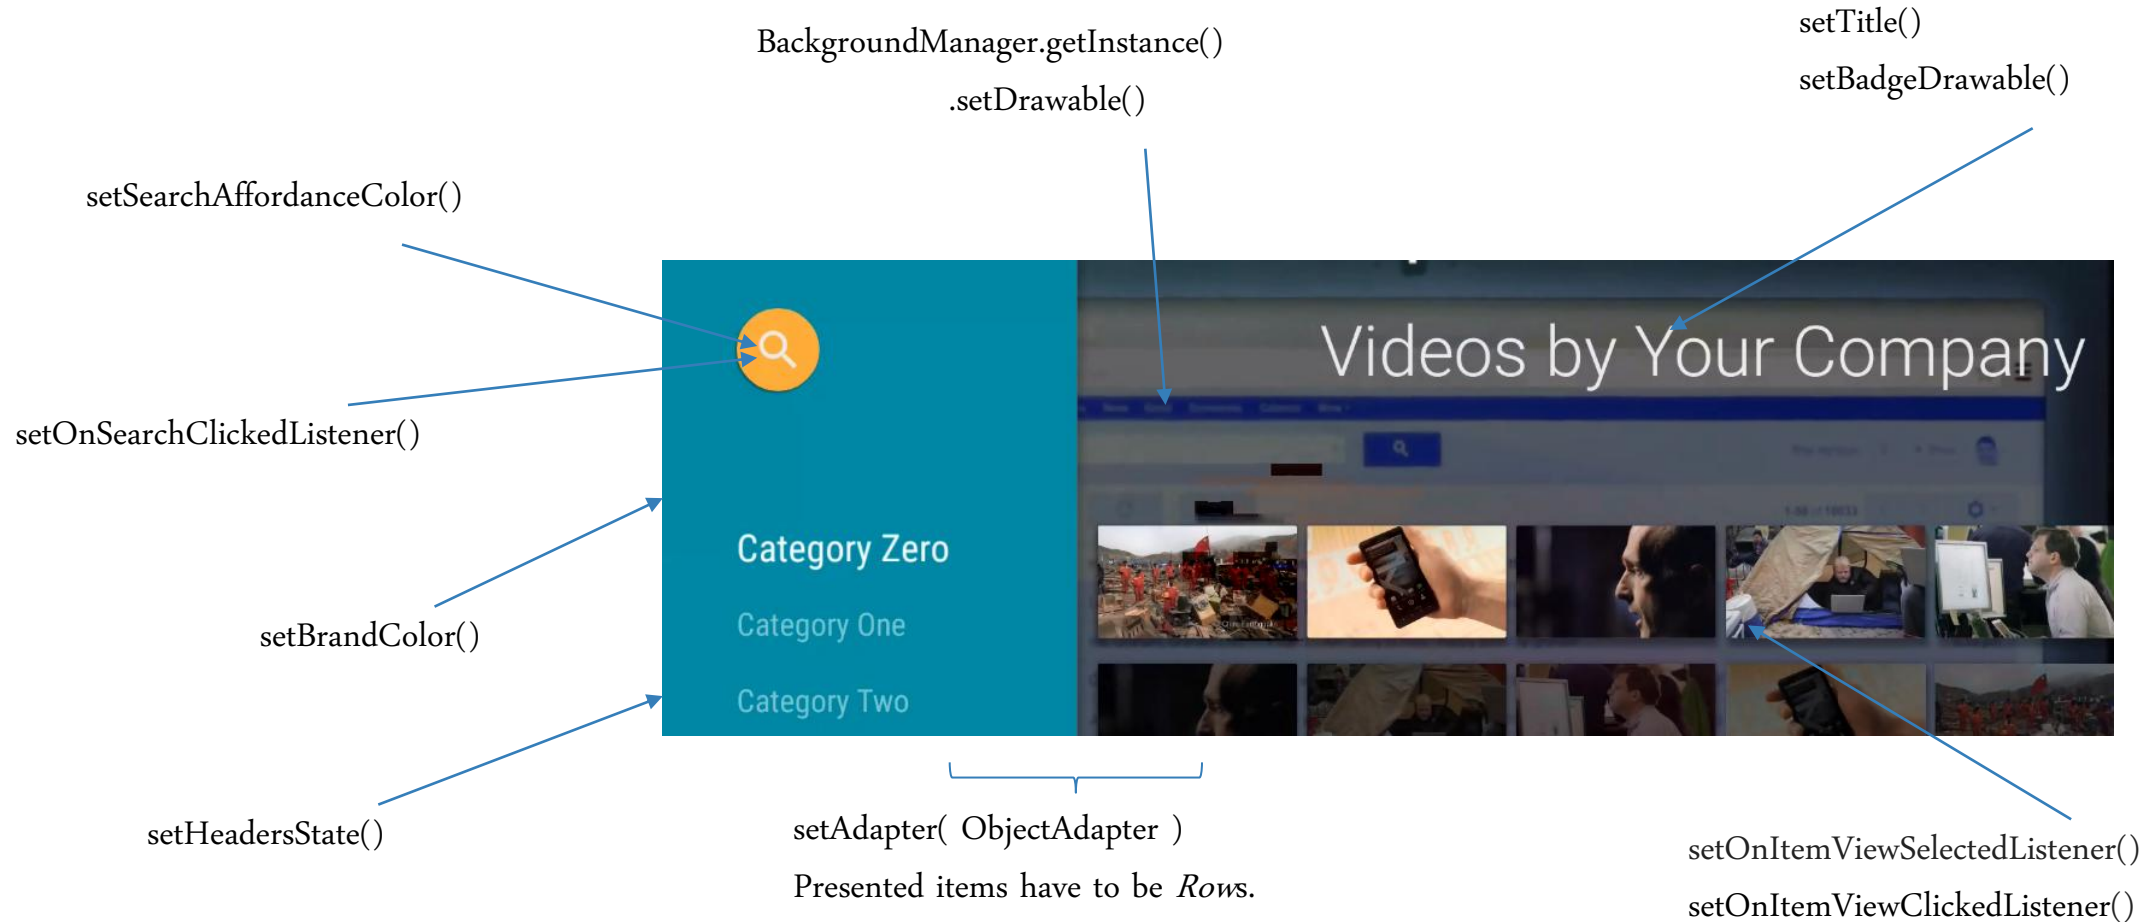 BackgroundManager.getInstance()
.setDrawable()
setTitle()
setBadgeDrawable()
setSearchAffordanceColor()
Videos by Your Company
setOnSearchClickedListener()
Category Zero
Category One
setBrandColor()
Category Two
setHeadersState()
setAdapter( ObjectAdapter )
Presented items have to be Rows.
setOnItemViewSelectedListener()
setOnItemViewClickedListener()